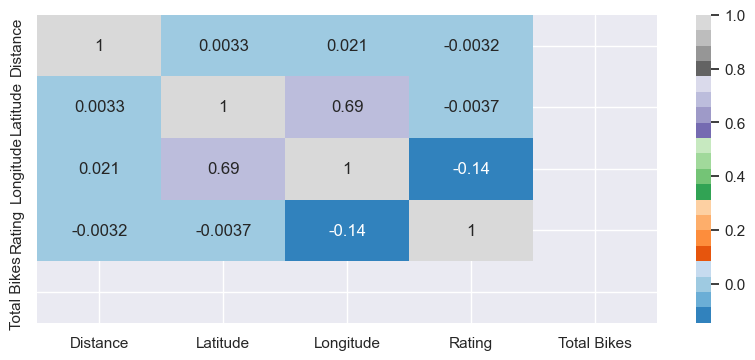 Distance 1 0.0033 0.021 -0.0032
Latitude 0.0033 1 0.69 -0.0037
Longitude 0.021 0.69 1 -0.14
Rating -0.0032 -0.0037 -0.14 1
Total Bikes
Distance Latitude Longitude Rating Total Bikes
1.0
0.8
0.6
0.4
0.2
0.0